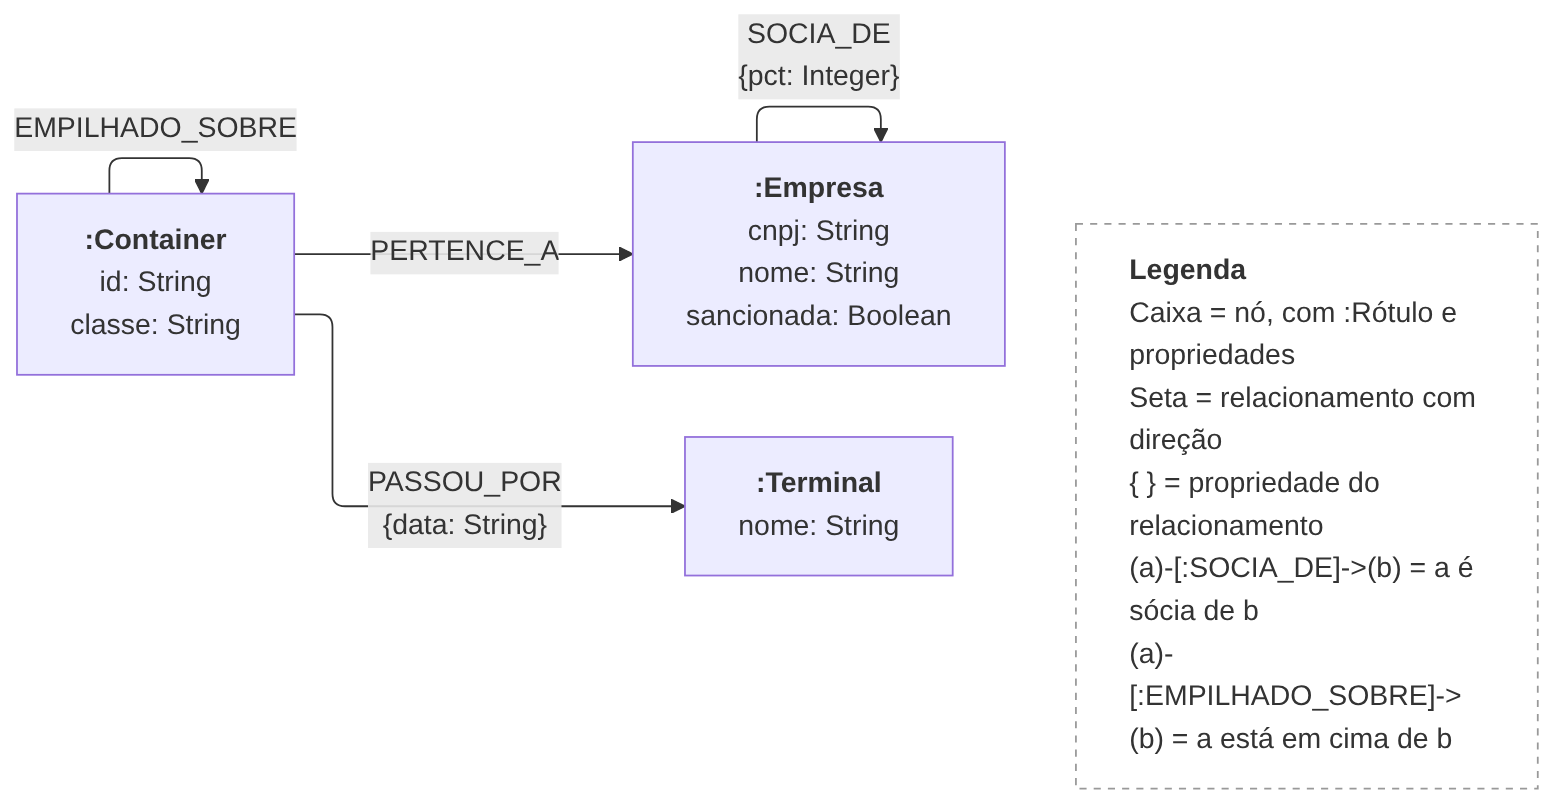 SOCIA_DE
{pct: Integer}
EMPILHADO_SOBRE
:Container
id: String
classe: String
PERTENCE_A
:Empresa
cnpj: String
nome: String
sancionada: Boolean
PASSOU_POR
{data: String}
:Terminal
nome: String
Legenda
Caixa = nó, com :Rótulo e
propriedades
Seta = relacionamento com
direção
{ } = propriedade do
relacionamento
(a)-[:SOCIA_DE]->(b) = a é
sócia de b
(a)-
[:EMPILHADO_SOBRE]->
(b) = a está em cima de b